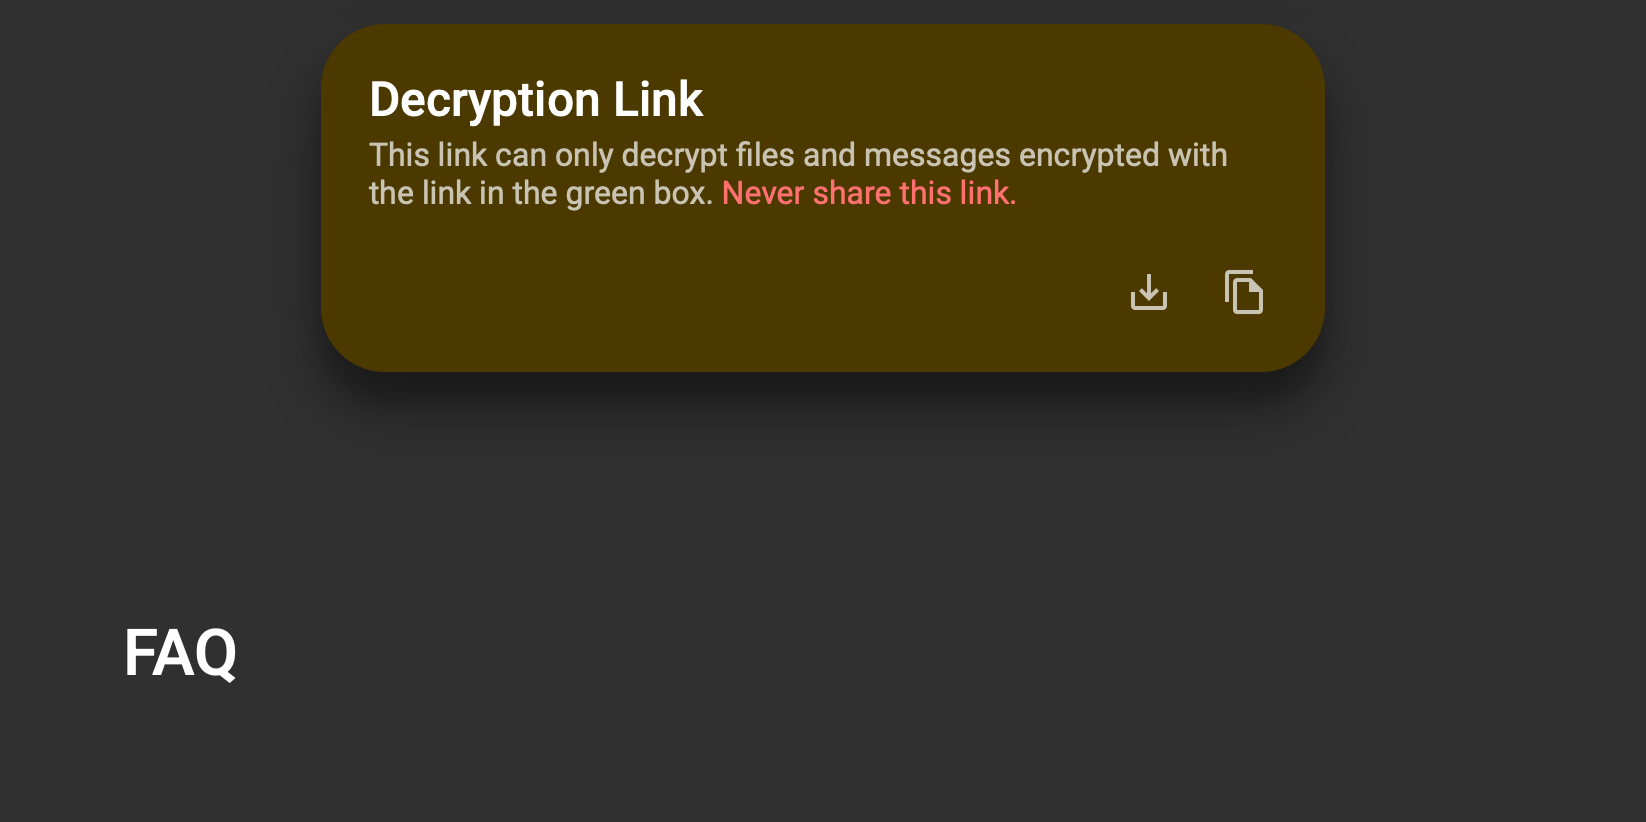 Decryption Link
This link can only decrypt files and messages encrypted with
the link in the green box. Never share this link.
FAQ